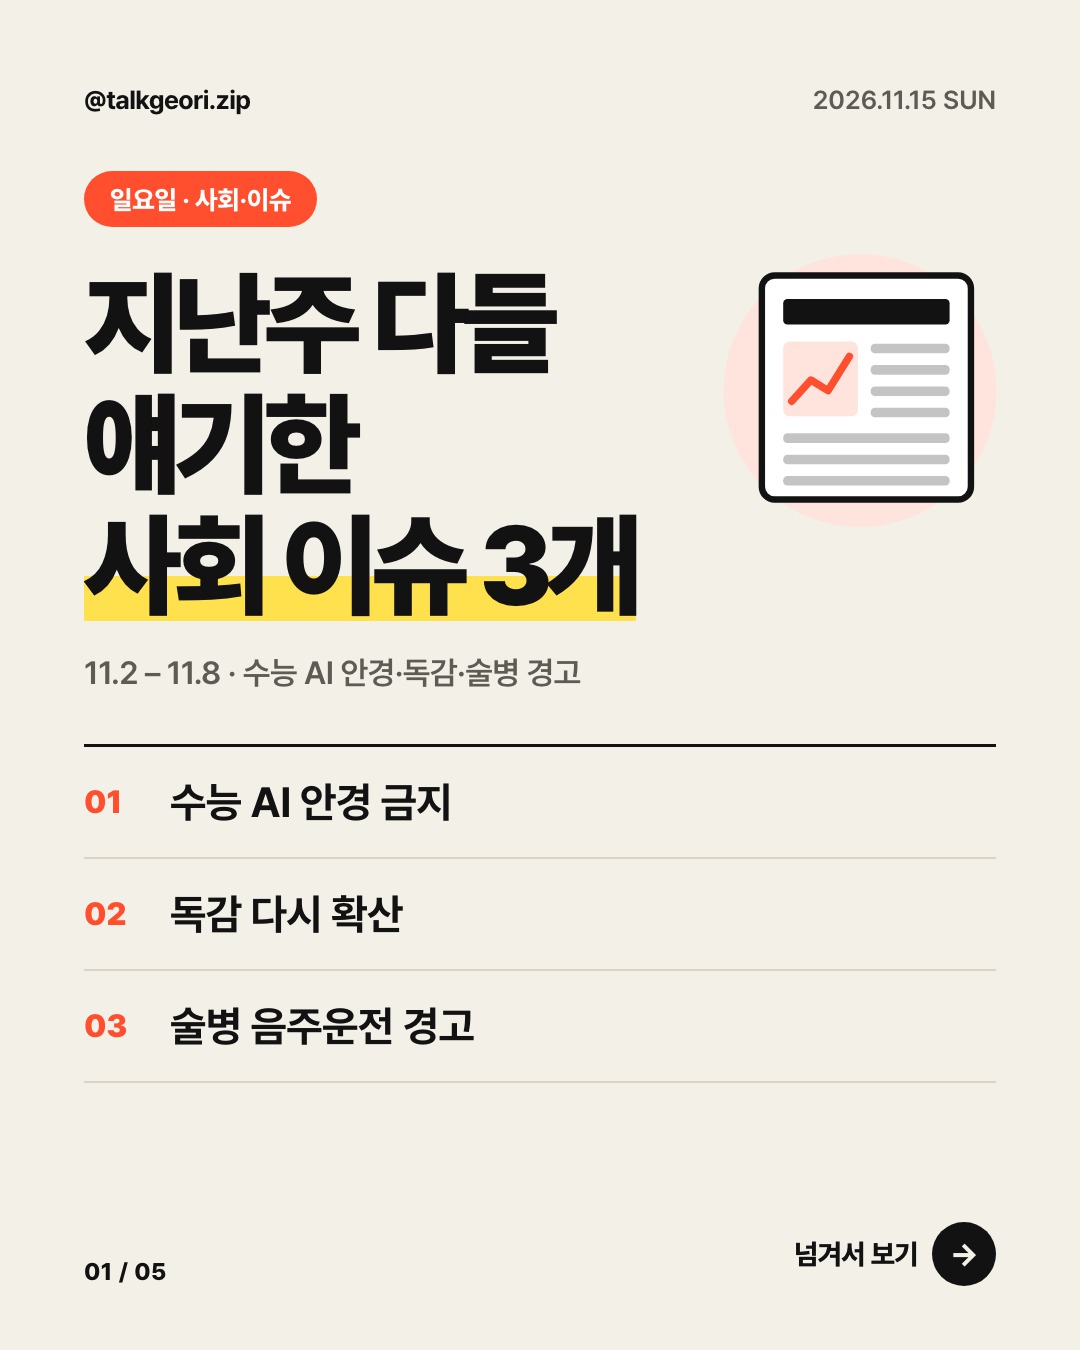 @talkgeori.zip
2026.11.15 SUN
일요일 · 사회·이슈
지난주 다들
얘기한
사회 이슈 3개
11.2 – 11.8 · 수능 AI 안경·독감·술병 경고
01 수능 AI 안경 금지
02 독감 다시 확산
03 술병 음주운전 경고
넘겨서 보기 →
01 / 05